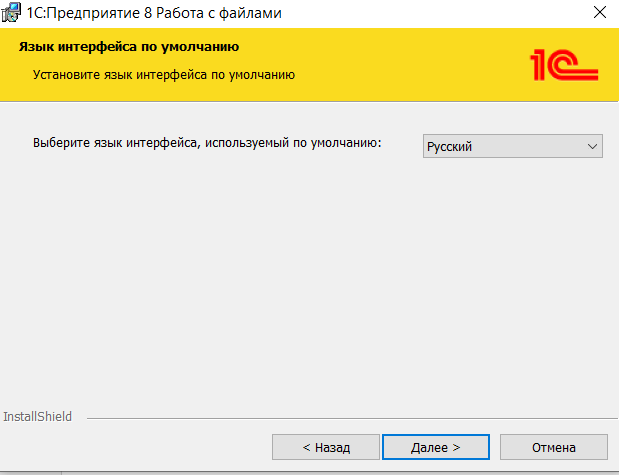 1С:Предприятие 8 Работа с файлами
Язык интерфейса по умолчанию
Установите язык интерфейса по умолчанию
1С
Выберите язык интерфейса, используемый по умолчанию:
Русский
InstallShield
< Назад
Далее >
Отмена